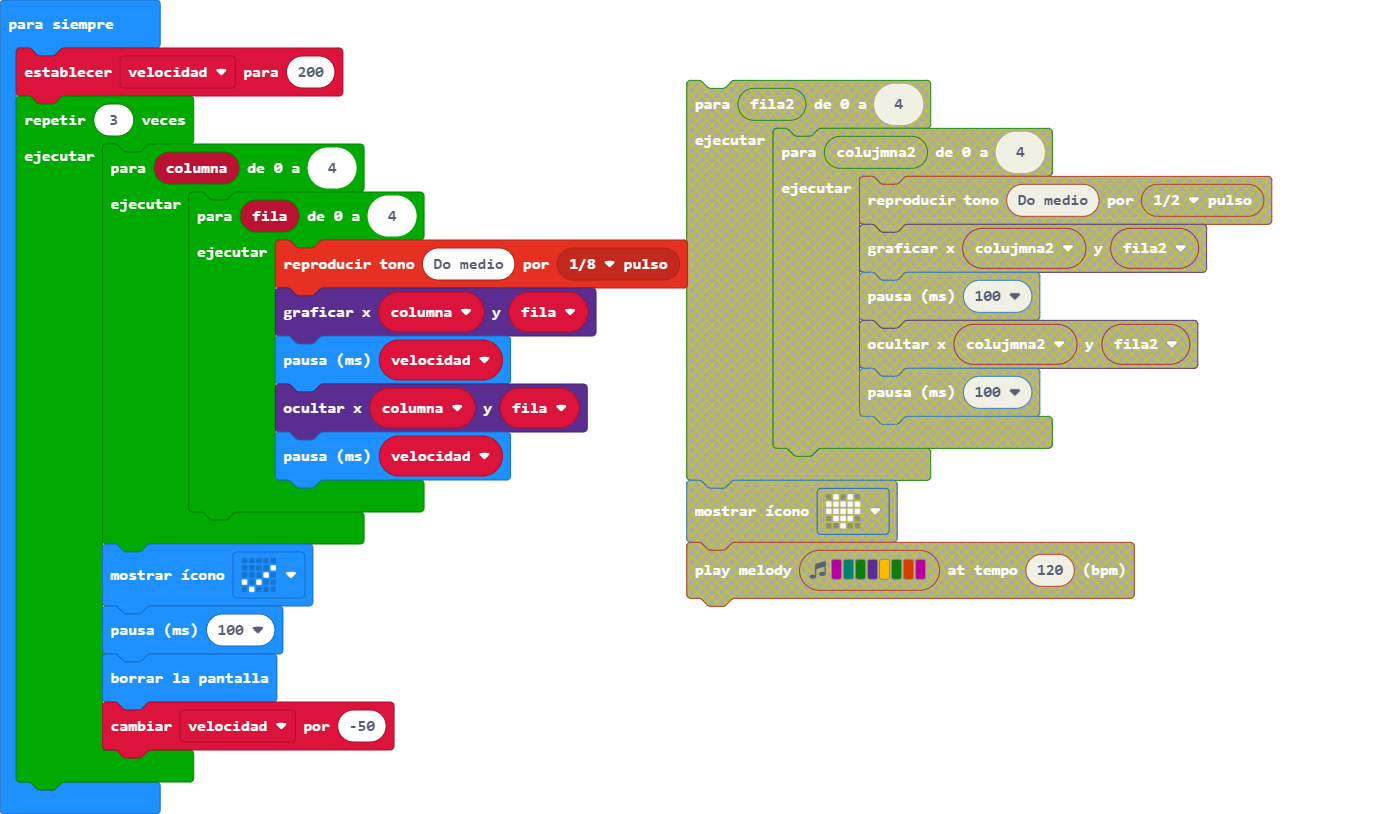 para siempre
establecer velocidad para 200
repetir 3 veces
ejecutar
para columna de 0 a 4
ejecutar
para fila de 0 a 4
ejecutar
reproducir tono Do medio por 1/8 pulso
graficar x columna y fila
pausa (ms) velocidad
ocultar x columna y fila
pausa (ms) velocidad
mostrar ícono
pausa (ms) 100
borrar la pantalla
cambiar velocidad por -50
para fila2 de 0 a 4
ejecutar
para colujmna2 de 0 a 4
ejecutar
reproducir tono Do medio por 1/2 pulso
graficar x colujmna2 y fila2
pausa (ms) 100
ocultar x colujmna2 y fila2
pausa (ms) 100
mostrar ícono
play melody at tempo 120 (bpm)